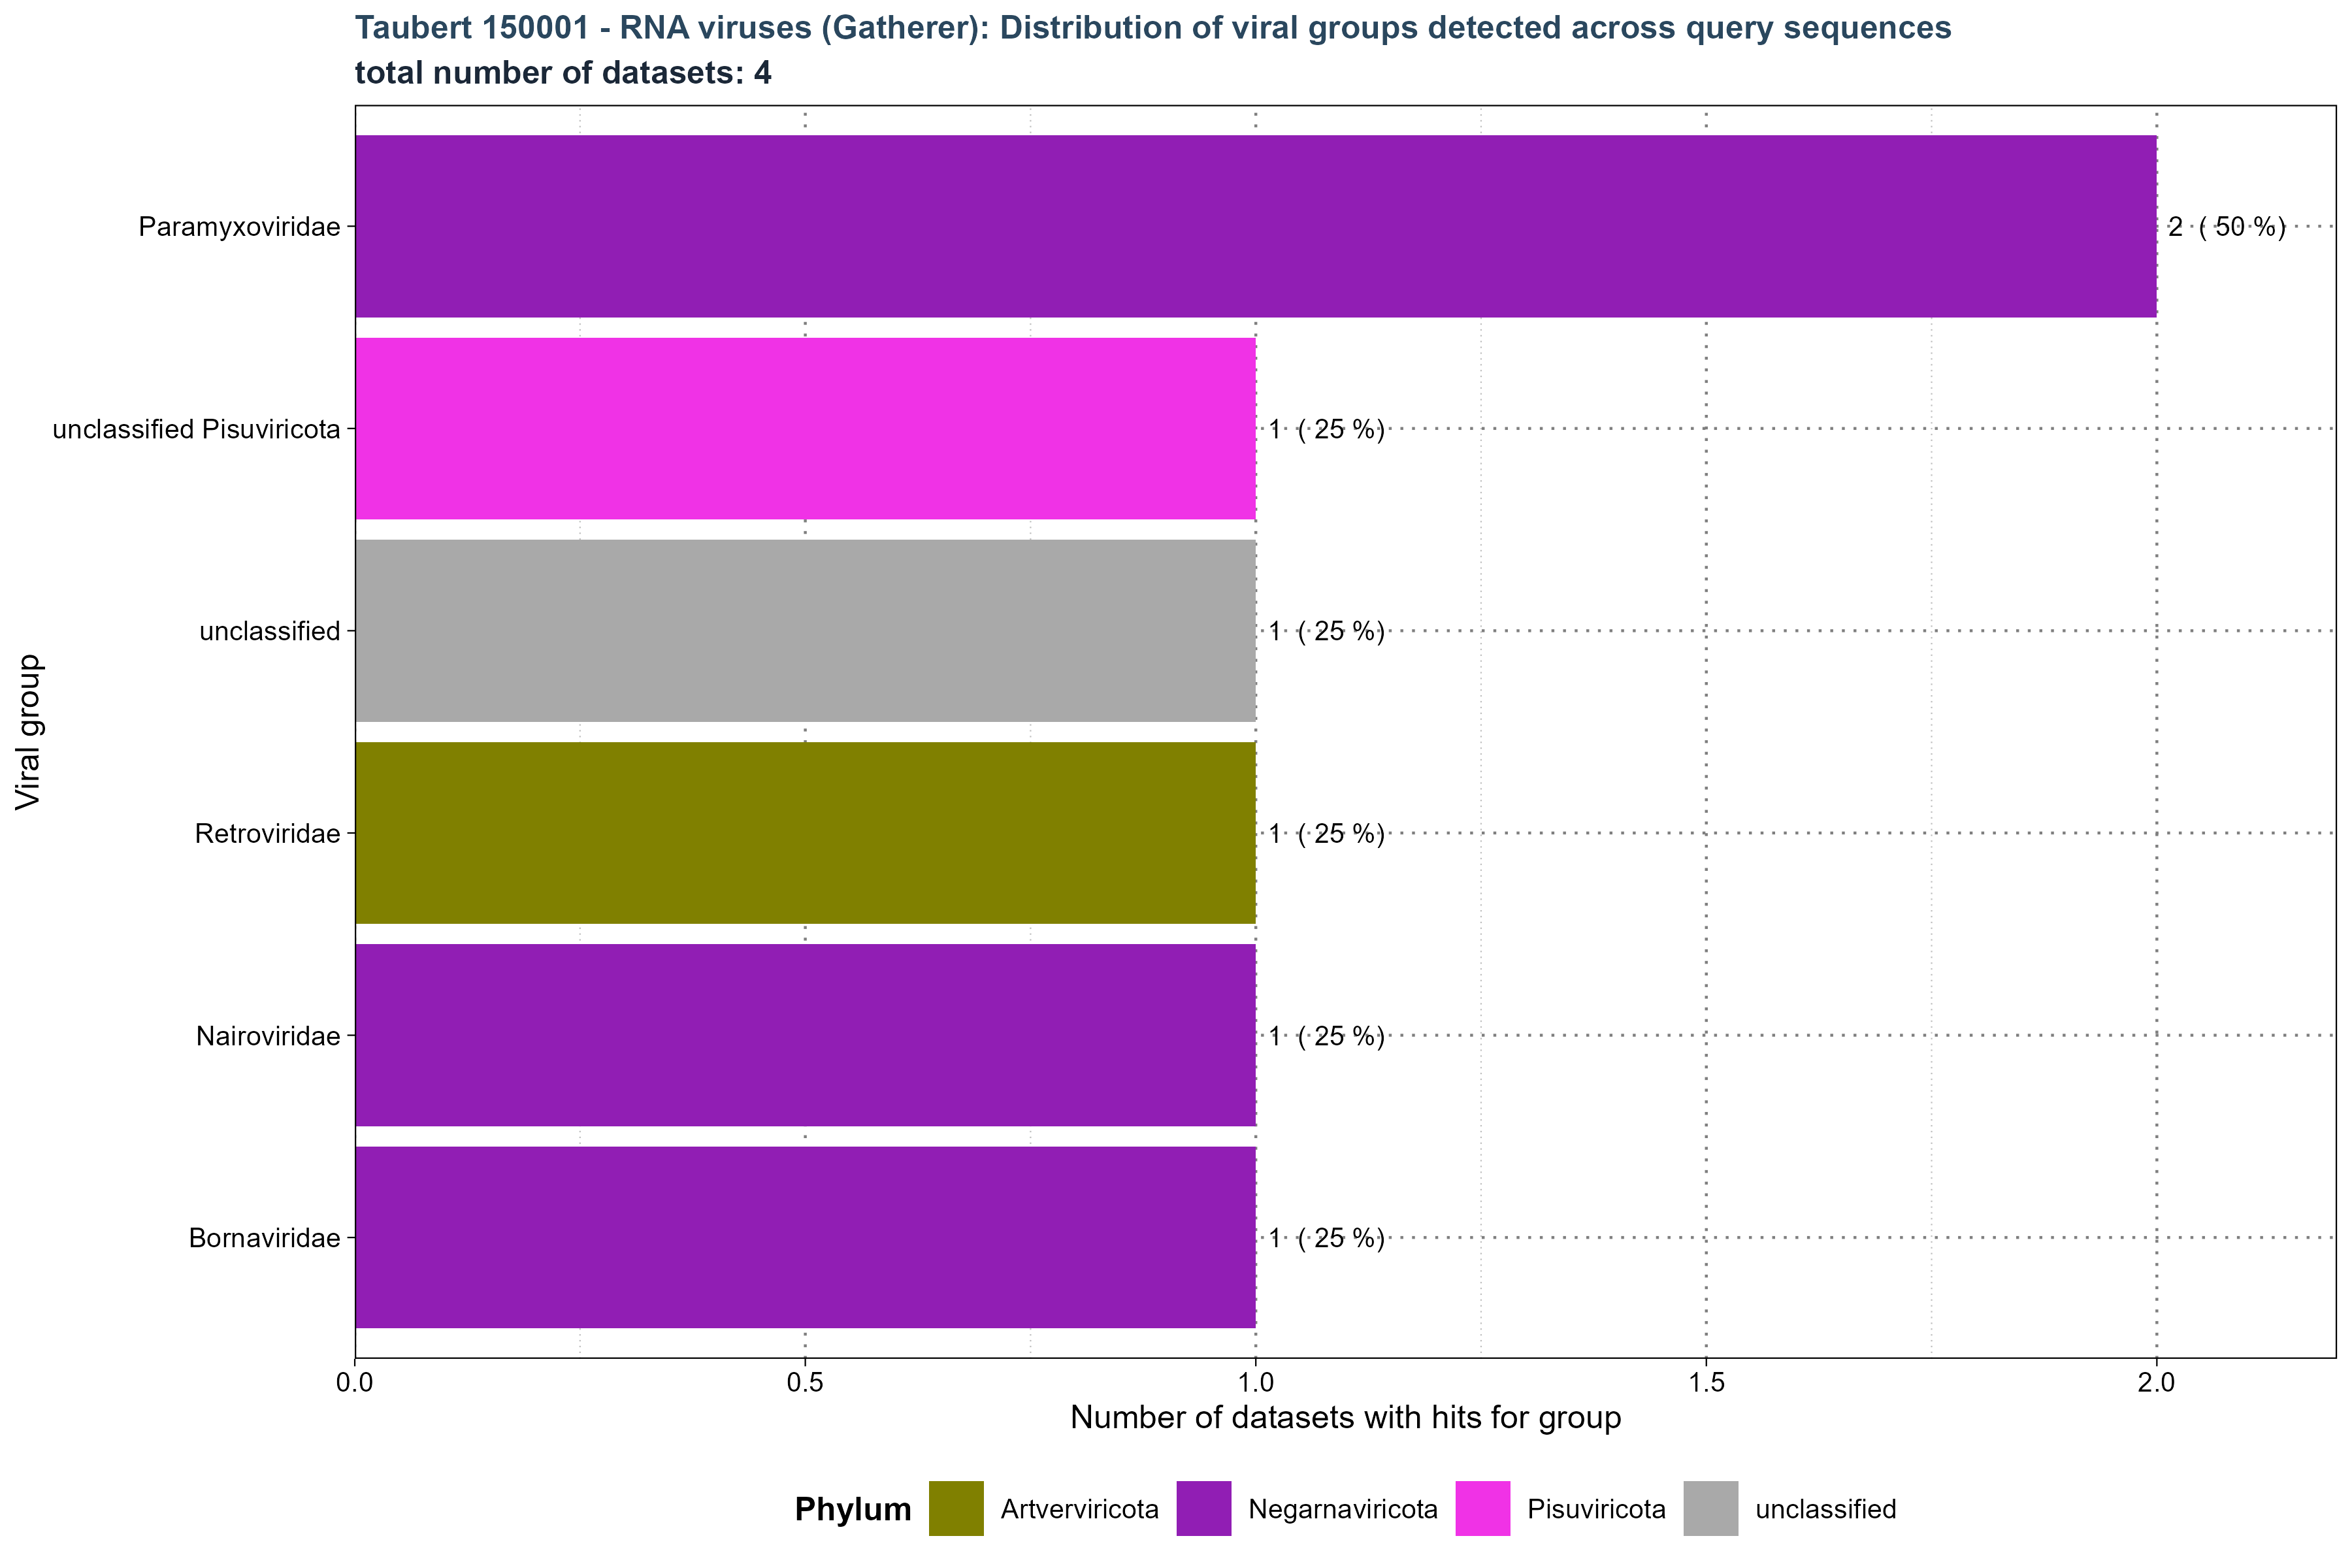 Taubert 150001 - RNA viruses (Gatherer): Distribution of viral groups detected across query sequences
total number of datasets: 4
Viral group
Paramyxoviridae
2 ( 50 %)
unclassified Pisuviricota
1 ( 25 %)
unclassified
1 ( 25 %)
Retroviridae
1 ( 25 %)
Nairoviridae
1 ( 25 %)
Bornaviridae
1 ( 25 %)
0.0 0.5 1.0 1.5 2.0
Number of datasets with hits for group
Phylum Artverviricota Negarnaviricota Pisuviricota unclassified